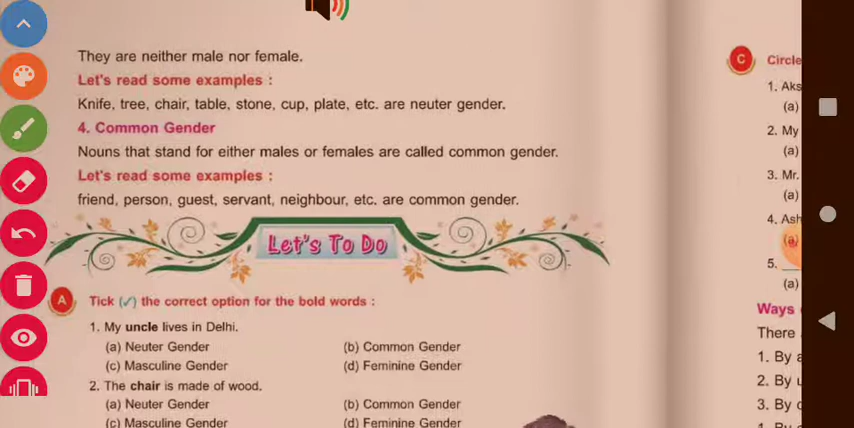 They are neither male nor female.
Let's read some examples :
Knife, tree, chair, table, stone, cup, plate, etc. are neuter gender.
4. Common Gender
Nouns that stand for either males or females are called common gender.
Let's read some examples :
friend, person, guest, servant, neighbour, etc. are common gender.
Let's To Do
A Tick (✓) the correct option for the bold words :
1. My uncle lives in Delhi.
(a) Neuter Gender (b) Common Gender
(c) Masculine Gender (d) Feminine Gender
2. The chair is made of wood.
(a) Neuter Gender (b) Common Gender
(c) Masculine Gender (d) Feminine Gender
C Circle
1. Aks
(a)
2. My
(a)
3. Mr.
(a)
4. Ash
(a)
5.
(a)
Ways
There
1. By
2. By
3. By